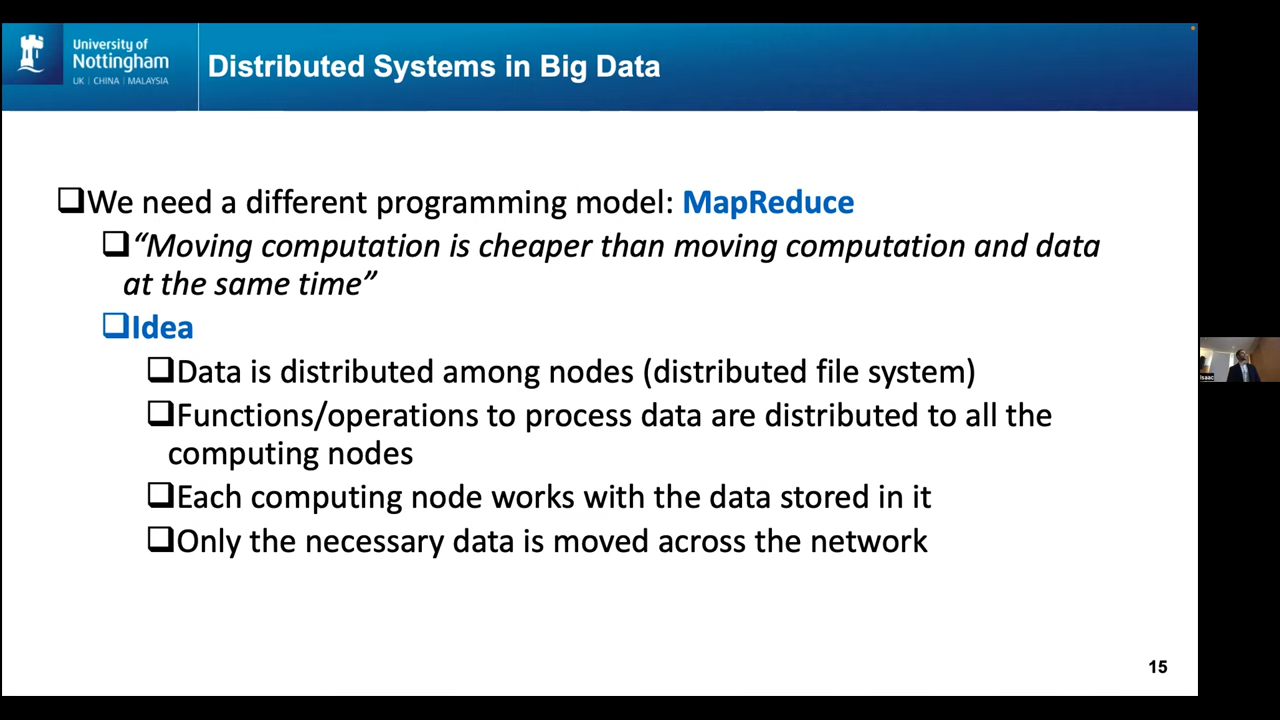 University of
Nottingham
UK | CHINA | MALAYSIA
Distributed Systems in Big Data
We need a different programming model: MapReduce
“Moving computation is cheaper than moving computation and data
at the same time”
Idea
Data is distributed among nodes (distributed file system)
Functions/operations to process data are distributed to all the
computing nodes
Each computing node works with the data stored in it
Only the necessary data is moved across the network
Isaac
15